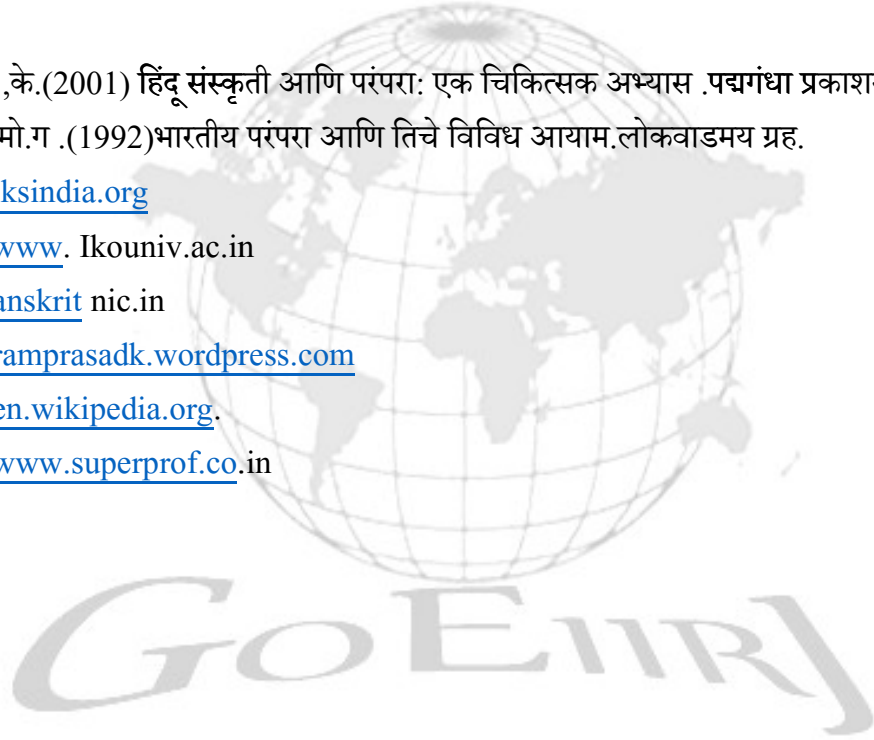 ,के.(2001) हिंदू संस्कृती आणि परंपरा: एक चिकित्सक अभ्यास .पद्मगंधा
मो.ग .(1992)भारतीय परंपरा आणि तिचे विविध आयाम.लोकवाडमय ग्रह.
ksindia.org
www. Ikouniv.ac.in
anskrit nic.in
ramprasadk.wordpress.com
en.wikipedia.org.
www.superprof.co.in
GOEIIRJ